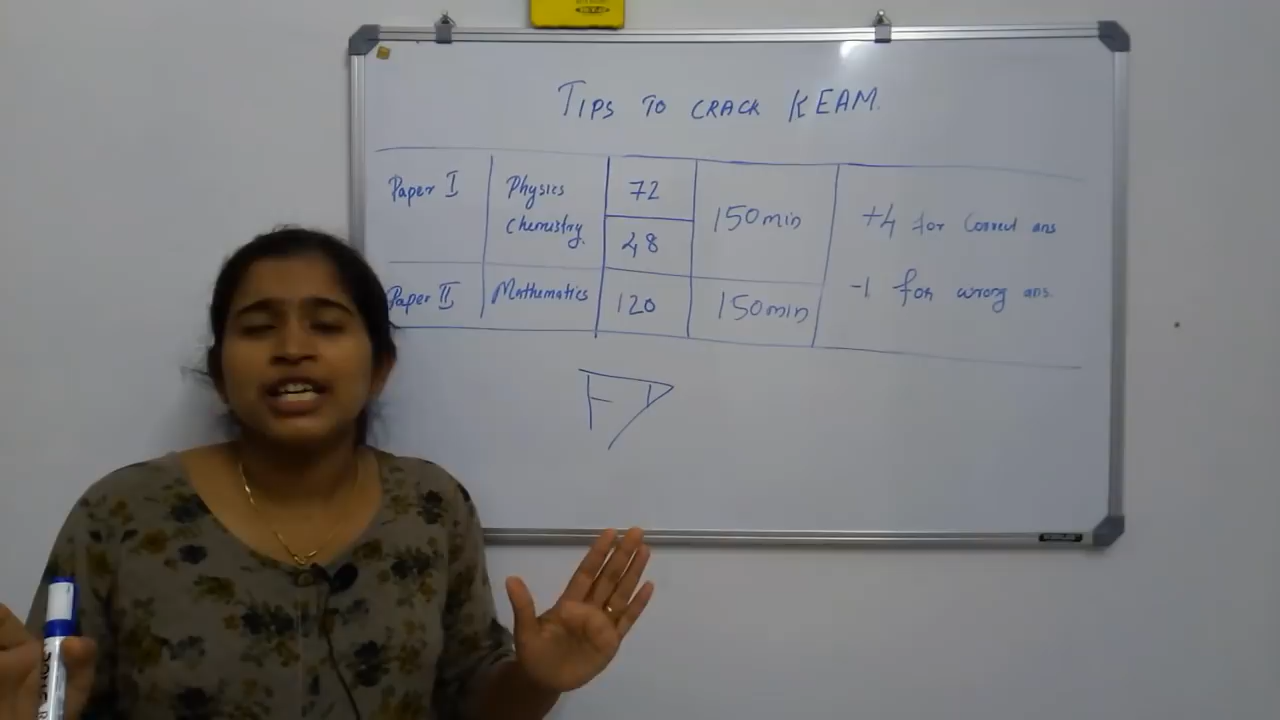 TIPS TO CRACK KEAM.
Paper I
Physics
Chemistry.
72
48
150min
+4 for Correct ans
-1 for wrong ans.
Paper II
Mathematics
120
150min